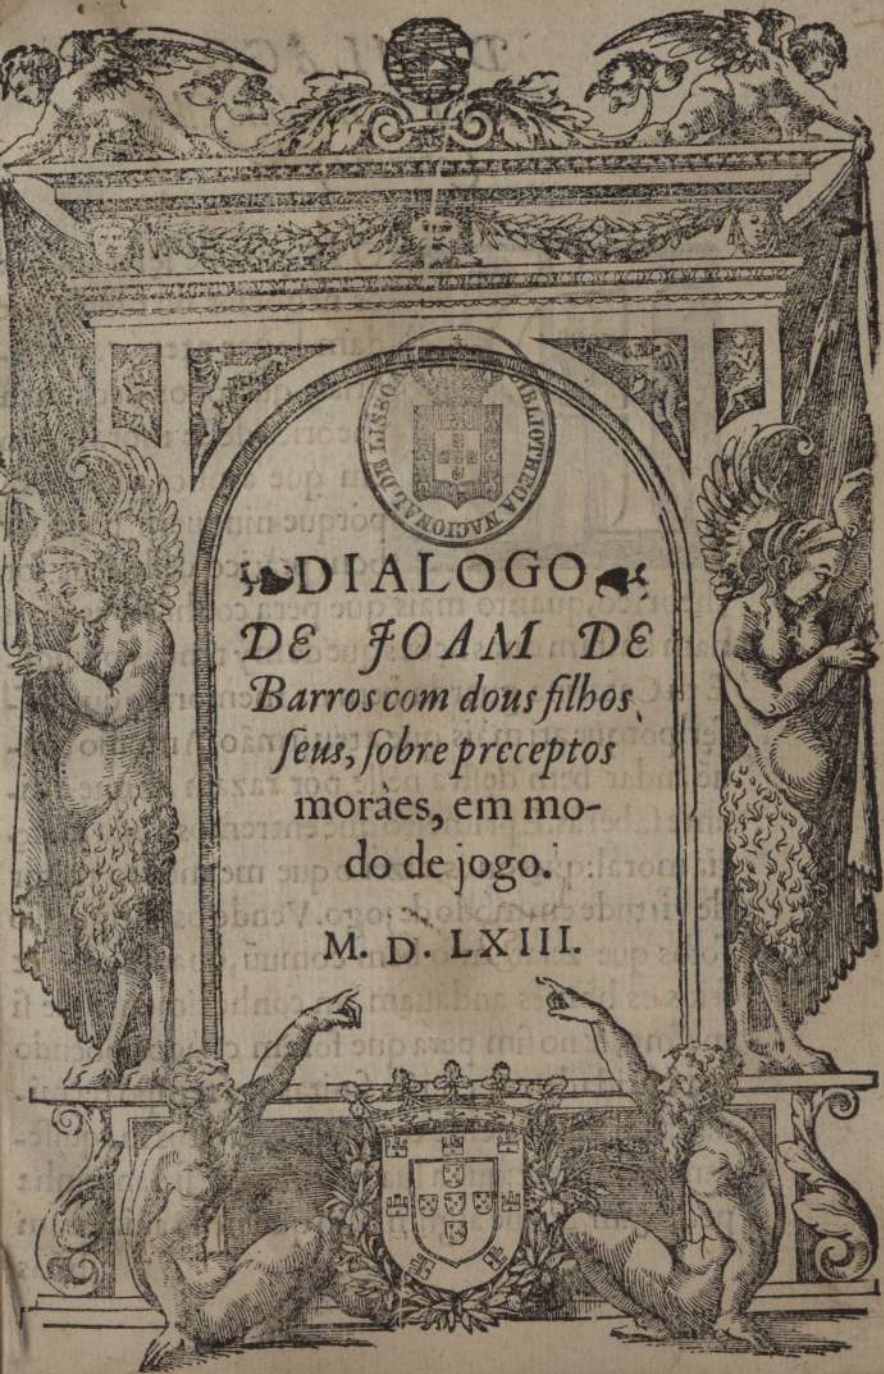 BIBLIOTHECA NACIONAL DE LISBOA
DIALOGO
DE JOAM DE
Barros com dous filhos
ſeus, ſobre preceptos
moràes, em mo-
do de jogo.
M. D. LXIII.